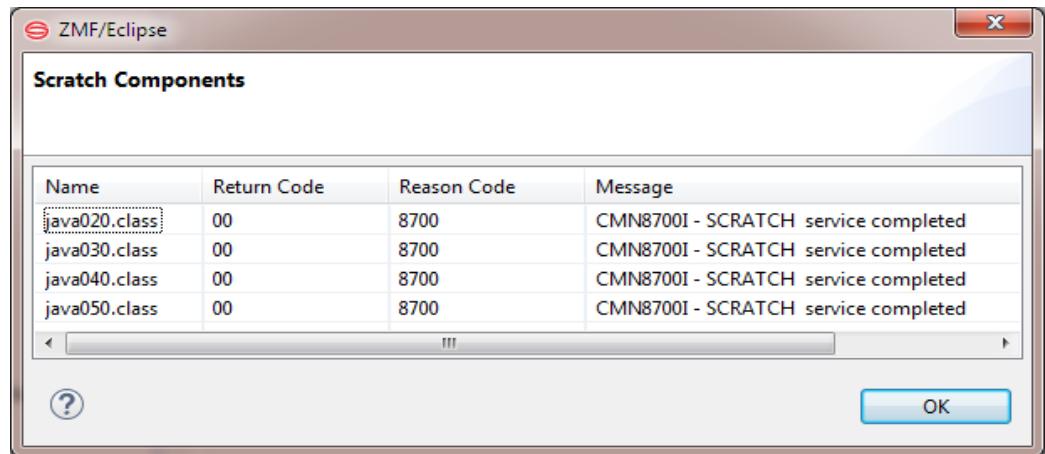 ZMF/Eclipse
Scratch Components
Name Return Code Reason Code Message
java020.class 00 8700 CMN8700I - SCRATCH service completed
java030.class 00 8700 CMN8700I - SCRATCH service completed
java040.class 00 8700 CMN8700I - SCRATCH service completed
java050.class 00 8700 CMN8700I - SCRATCH service completed
? OK